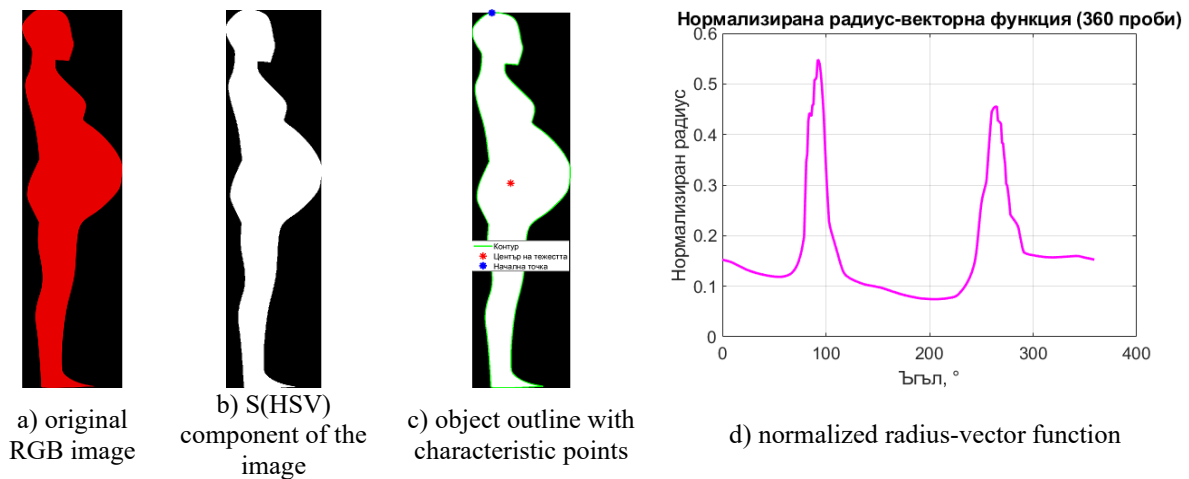 Контур
Център на тежестта
Начална точка
Нормализирана радиус-векторна функция (360 проби)
Нормализиран радиус
0.6
0.5
0.4
0.3
0.2
0.1
0
0
100
200
300
400
Ъгъл, °
a) original
RGB image
b) S(HSV)
component of the
image
c) object outline with
characteristic points
d) normalized radius-vector function